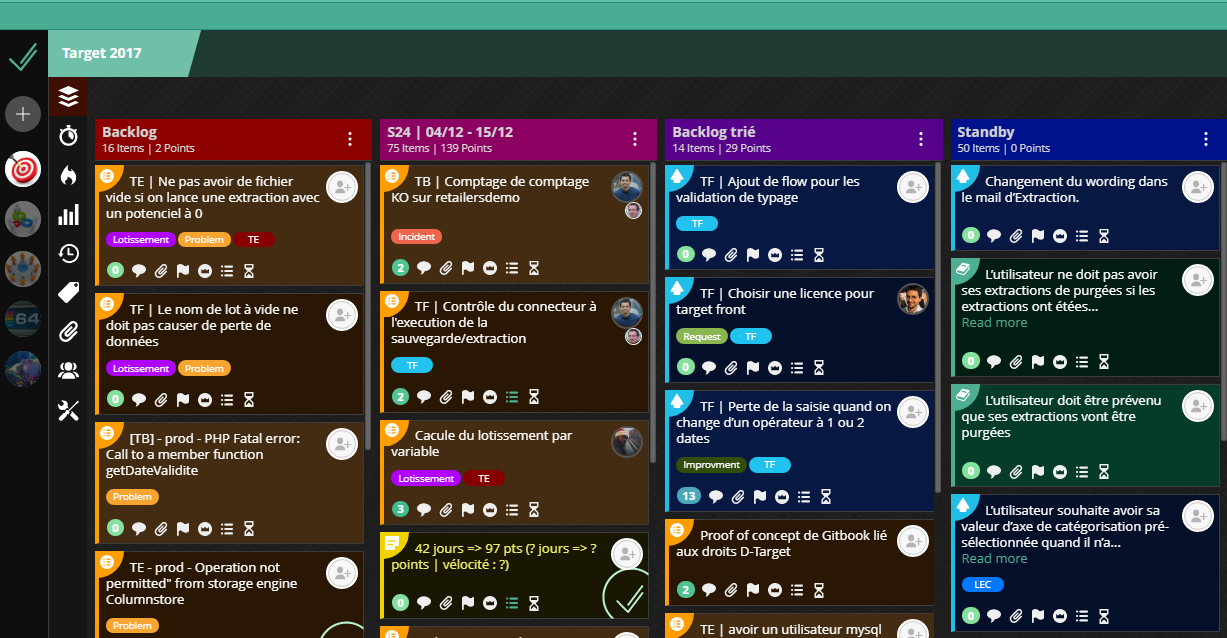 Target 2017
Backlog
16 Items | 2 Points
TE | Ne pas avoir de fichier
vide si on lance une extraction avec
un potenciel à 0
Lotissement Problem TE
0
TF | Le nom de lot à vide ne
doit pas causer de perte de
données
Lotissement Problem
0
[TB] - prod - PHP Fatal error:
Call to a member function
getDateValidite
Problem
0
TE - prod - Operation not
permitted" from storage engine
Columnstore
Problem
S24 | 04/12 - 15/12
75 Items | 139 Points
TB | Comptage de comptage
KO sur retailersdemo
Incident
2
TF | Contrôle du connecteur à
l'execution de la
sauvegarde/extraction
TF
2
Cacule du lotissement par
variable
Lotissement TE
3
42 jours => 97 pts (? jours => ?
points | vélocité : ?)
0
Backlog trié
14 Items | 29 Points
TF | Ajout de flow pour les
validation de typage
TF
0
TF | Choisir une licence pour
target front
Request TF
0
TF | Perte de la saisie quand on
change d'un opérateur à 1 ou 2
dates
Improvment TF
13
Proof of concept de Gitbook lié
aux droits D-Target
2
TE | avoir un utilisateur mysql
Standby
50 Items | 0 Points
Changement du wording dans
le mail d'Extraction.
0
L'utilisateur ne doit pas avoir
ses extractions de purgées si les
extractions ont étées...
Read more
0
L'utilisateur doit être prévenu
que ses extractions vont être
purgées
0
L'utilisateur souhaite avoir sa
valeur d'axe de catégorisation pré-
sélectionnée quand il n'a...
Read more
LEC
0
64